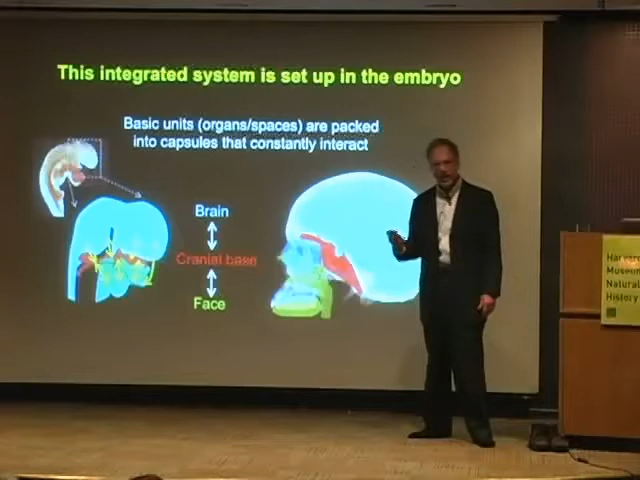 This integrated system is set up in the embryo
Basic units (organs/spaces) are packed
into capsules that constantly interact
Brain
Cranial base
Face
Harvard
Museum
Natural
History